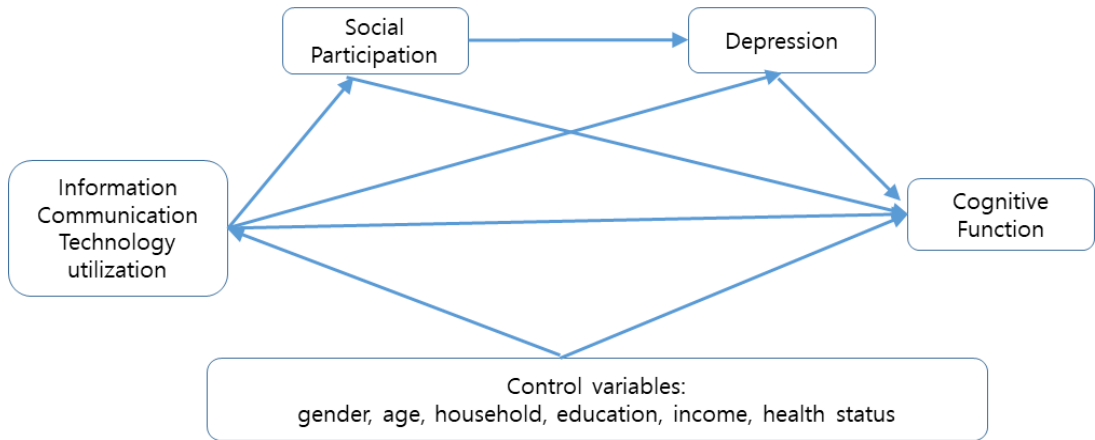 Social
Participation
Depression
Information
Communication
Technology
utilization
Cognitive
Function
Control variables:
gender, age, household, education, income, health status